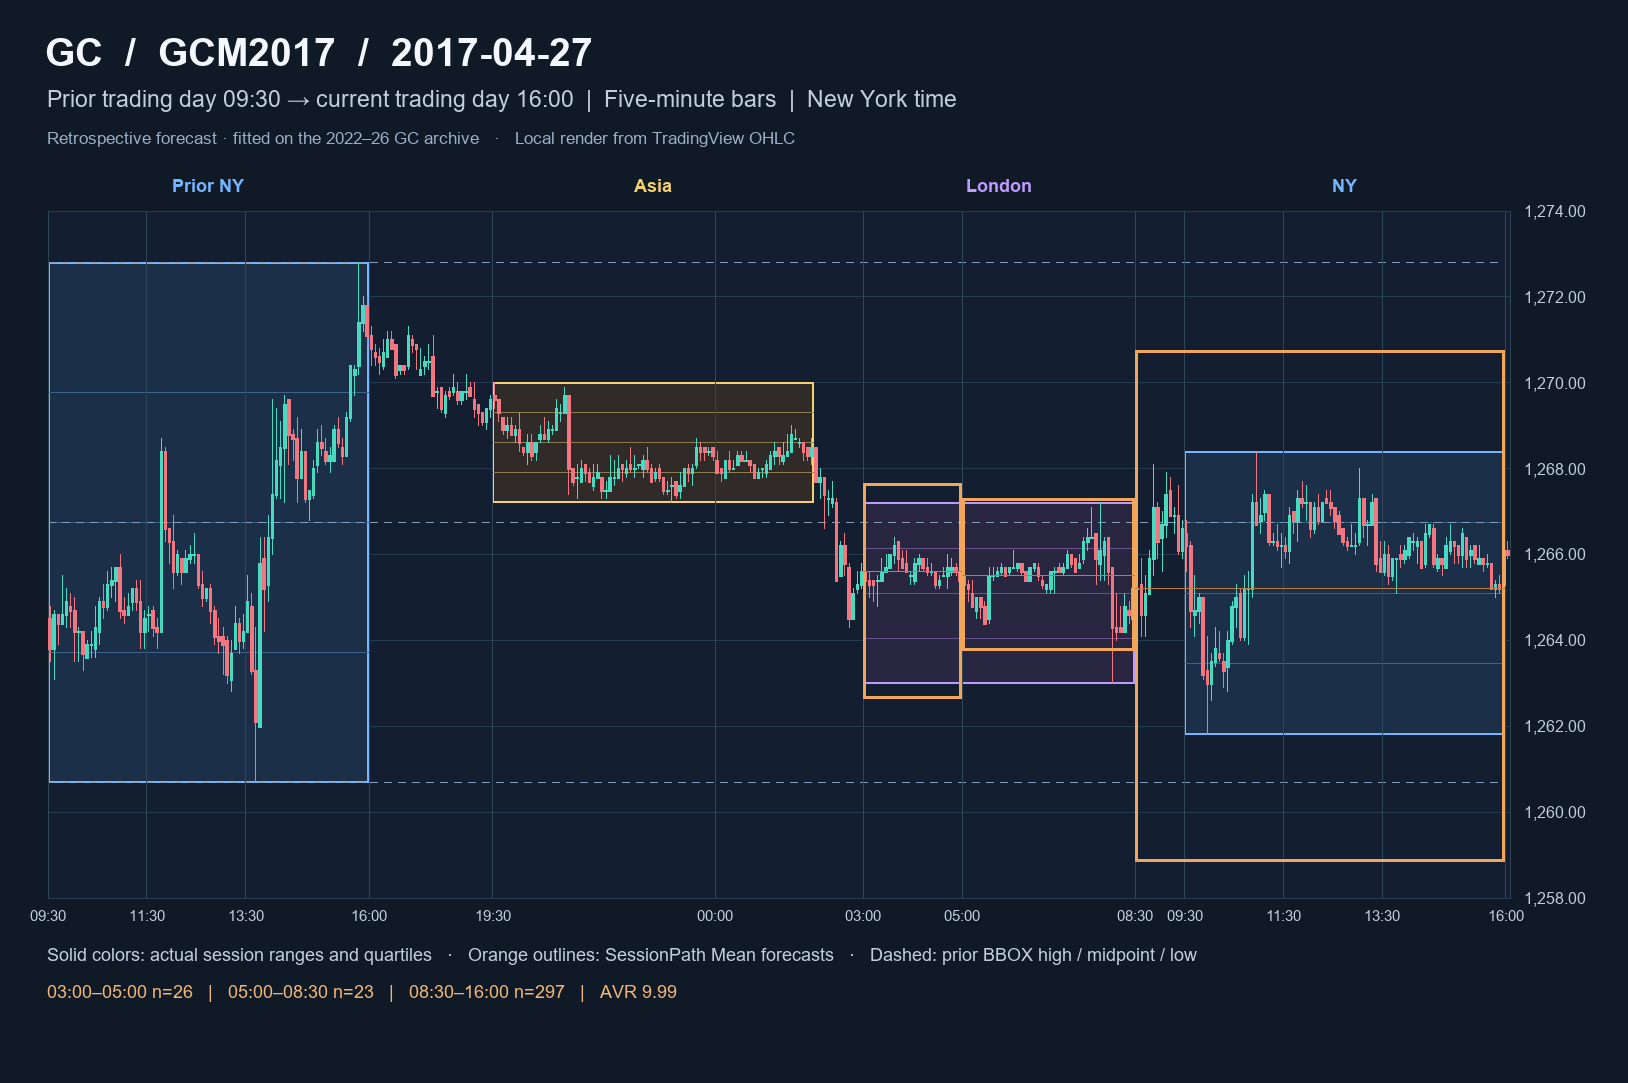 GC / GCM2017 / 2017-04-27
Prior trading day 09:30 → current trading day 16:00 | Five-minute bars | New York time
Retrospective forecast · fitted on the 2022–26 GC archive · Local render from TradingView OHLC
Prior NY Asia London NY
1,274.00
1,272.00
1,270.00
1,268.00
1,266.00
1,264.00
1,262.00
1,260.00
1,258.00
09:30 11:30 13:30 16:00 19:30 00:00 03:00 05:00 08:30 09:30 11:30 13:30 16:00
Solid colors: actual session ranges and quartiles · Orange outlines: SessionPath Mean forecasts · Dashed: prior BBOX high / midpoint / low
03:00–05:00 n=26 | 05:00–08:30 n=23 | 08:30–16:00 n=297 | AVR 9.99